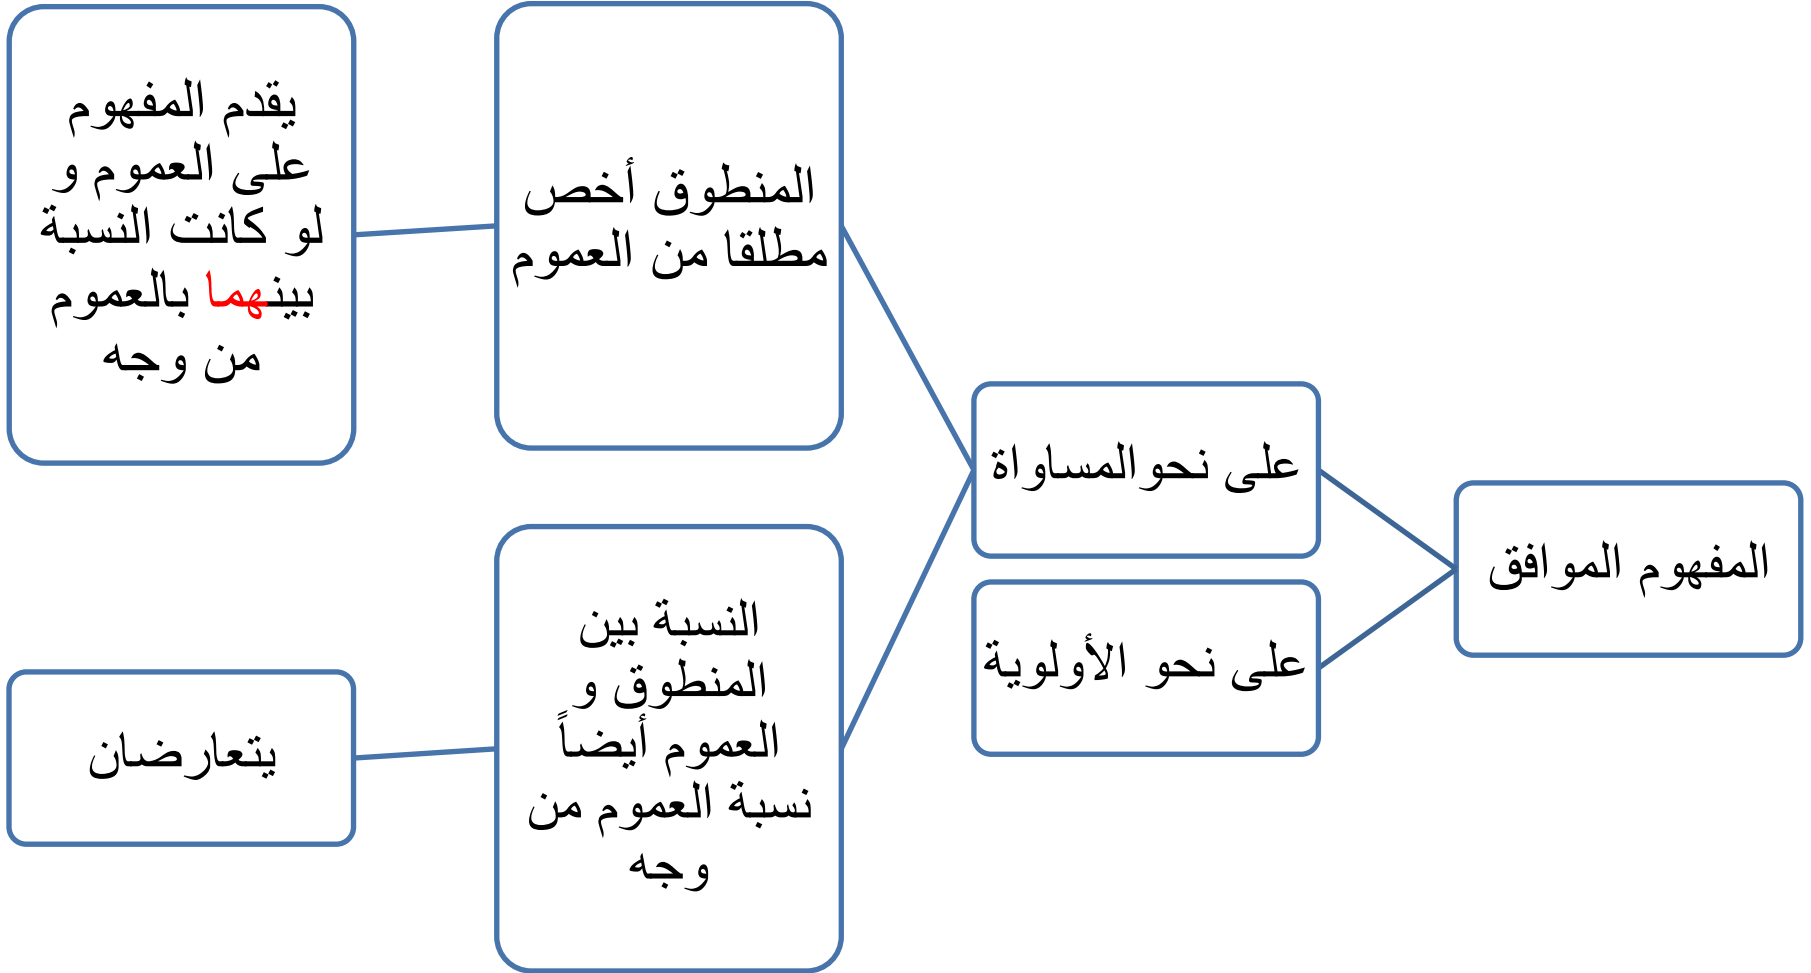 المفهوم الموافق
على نحوالمساواة
على نحو الأولوية
المنطوق أخص
مطلقا من العموم
يقدم المفهوم
على العموم و
لو كانت النسبة
بينهما بالعموم
من وجه
النسبة بين
المنطوق و
العموم أيضاً
نسبة العموم من
وجه
يتعارضان